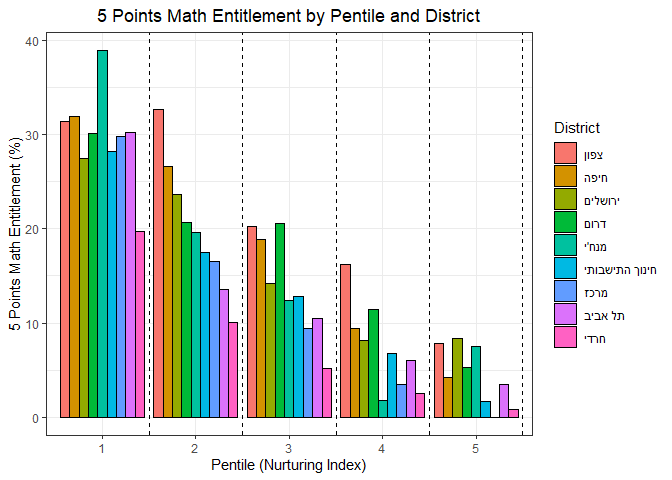 5 Points Math Entitlement by Pentile and District
5 Points Math Entitlement (%)
40
30
20
10
0
1 2 3 4 5
Pentile (Nurturing Index)
District
צפון
חיפה
ירושלים
דרום
מנח'י
חינוך התישבותי
מרכז
תל אביב
חרדי